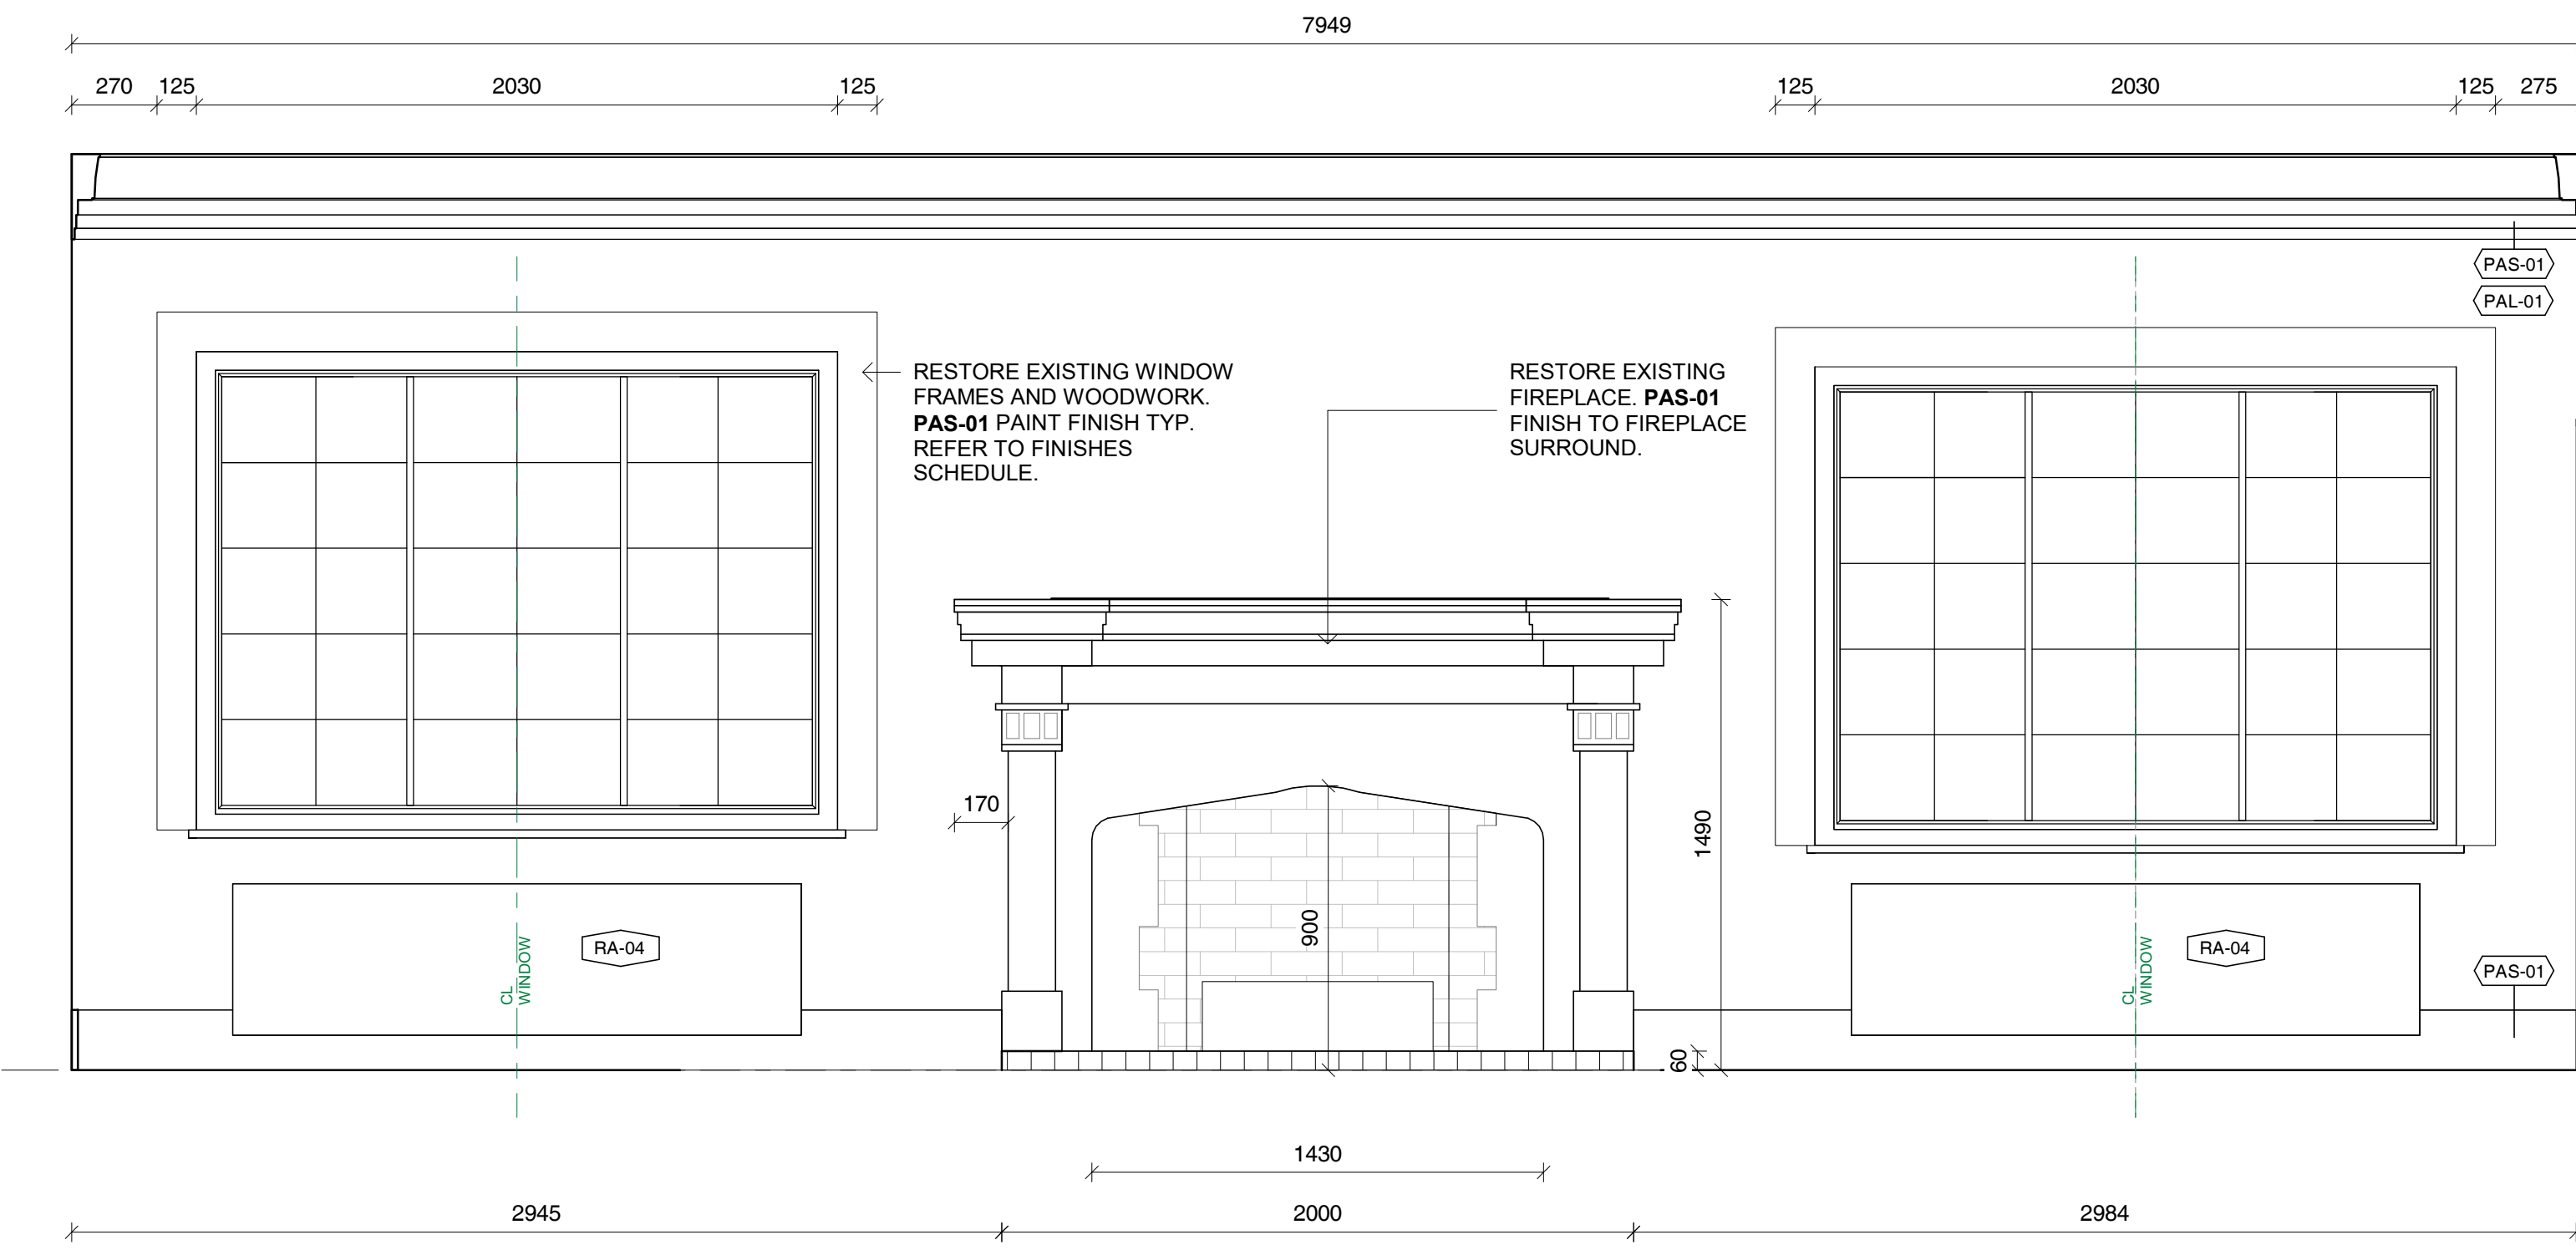 7949
270 125 2030 125 125 2030 125 275
PAS-01
PAL-01
RESTORE EXISTING WINDOW
FRAMES AND WOODWORK.
PAS-01 PAINT FINISH TYP.
REFER TO FINISHES
SCHEDULE.
RESTORE EXISTING
FIREPLACE. PAS-01
FINISH TO FIREPLACE
SURROUND.
170
1490
900
RA-04
CL
WINDOW
RA-04
CL
WINDOW
PAS-01
60
1430
2945 2000 2984